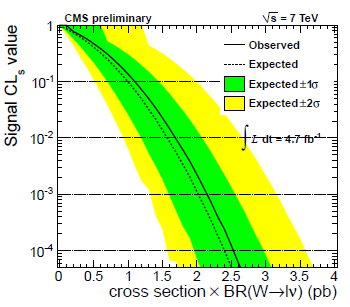 CMS preliminary √s = 7 TeV
Signal CLs value
1
10⁻¹
10⁻²
10⁻³
10⁻⁴
Observed
Expected
Expected ±1σ
Expected ±2σ
∫ L dt = 4.7 fb⁻¹
0 0.5 1 1.5 2 2.5 3 3.5 4
cross section × BR(W→lν) (pb)